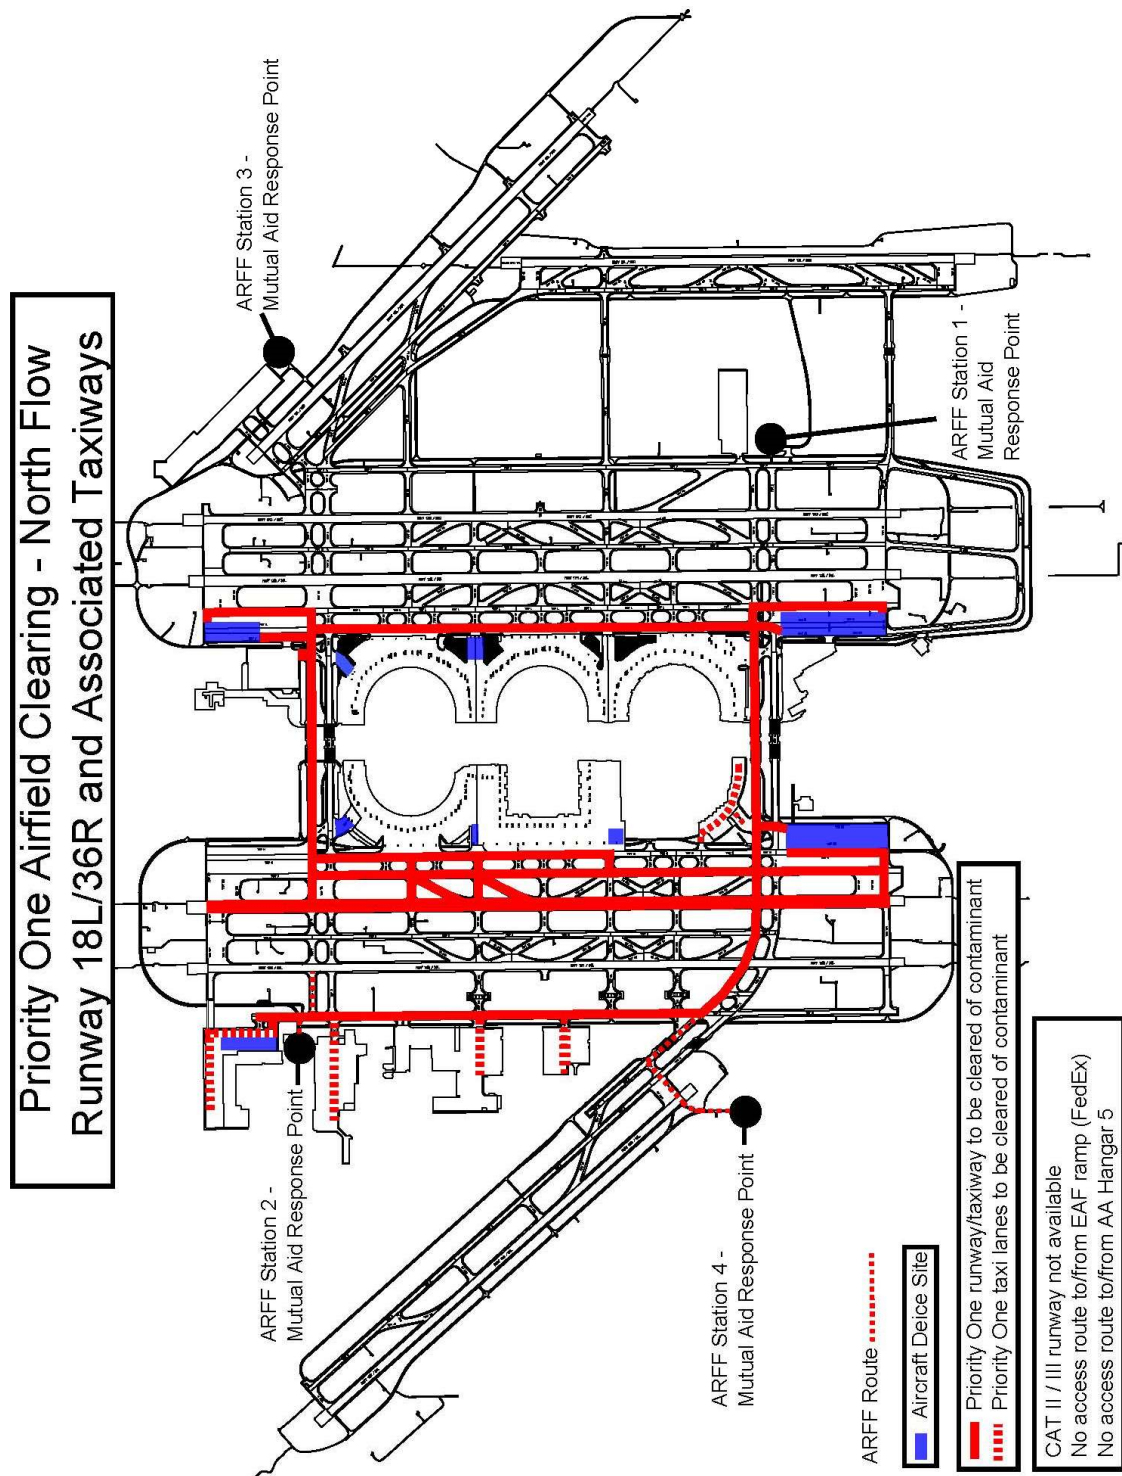 Priority One Airfield Clearing - North Flow
Runway 18L/36R and Associated Taxiways
ARFF Station 3 -
Mutual Aid Response Point
ARFF Station 1 -
Mutual Aid
Response Point
ARFF Station 2 -
Mutual Aid Response Point
ARFF Station 4 -
Mutual Aid Response Point
ARFF Route
Aircraft Deice Site
Priority One runway/taxiway to be cleared of contaminant
Priority One taxi lanes to be cleared of contaminant
CAT II / III runway not available
No access route to/from EAF ramp (FedEx)
No access route to/from AA Hangar 5